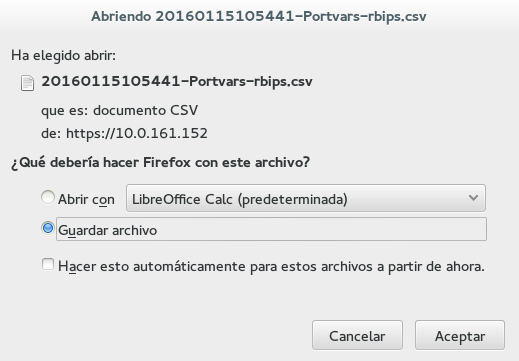 Abriendo 20160115105441-Portvars-rbips.csv
Ha elegido abrir:
20160115105441-Portvars-rbips.csv
que es: documento CSV
de: https://10.0.161.152
¿Qué debería hacer Firefox con este archivo?
Abrir con LibreOffice Calc (predeterminada)
Guardar archivo
Hacer esto automáticamente para estos archivos a partir de ahora.
Cancelar Aceptar